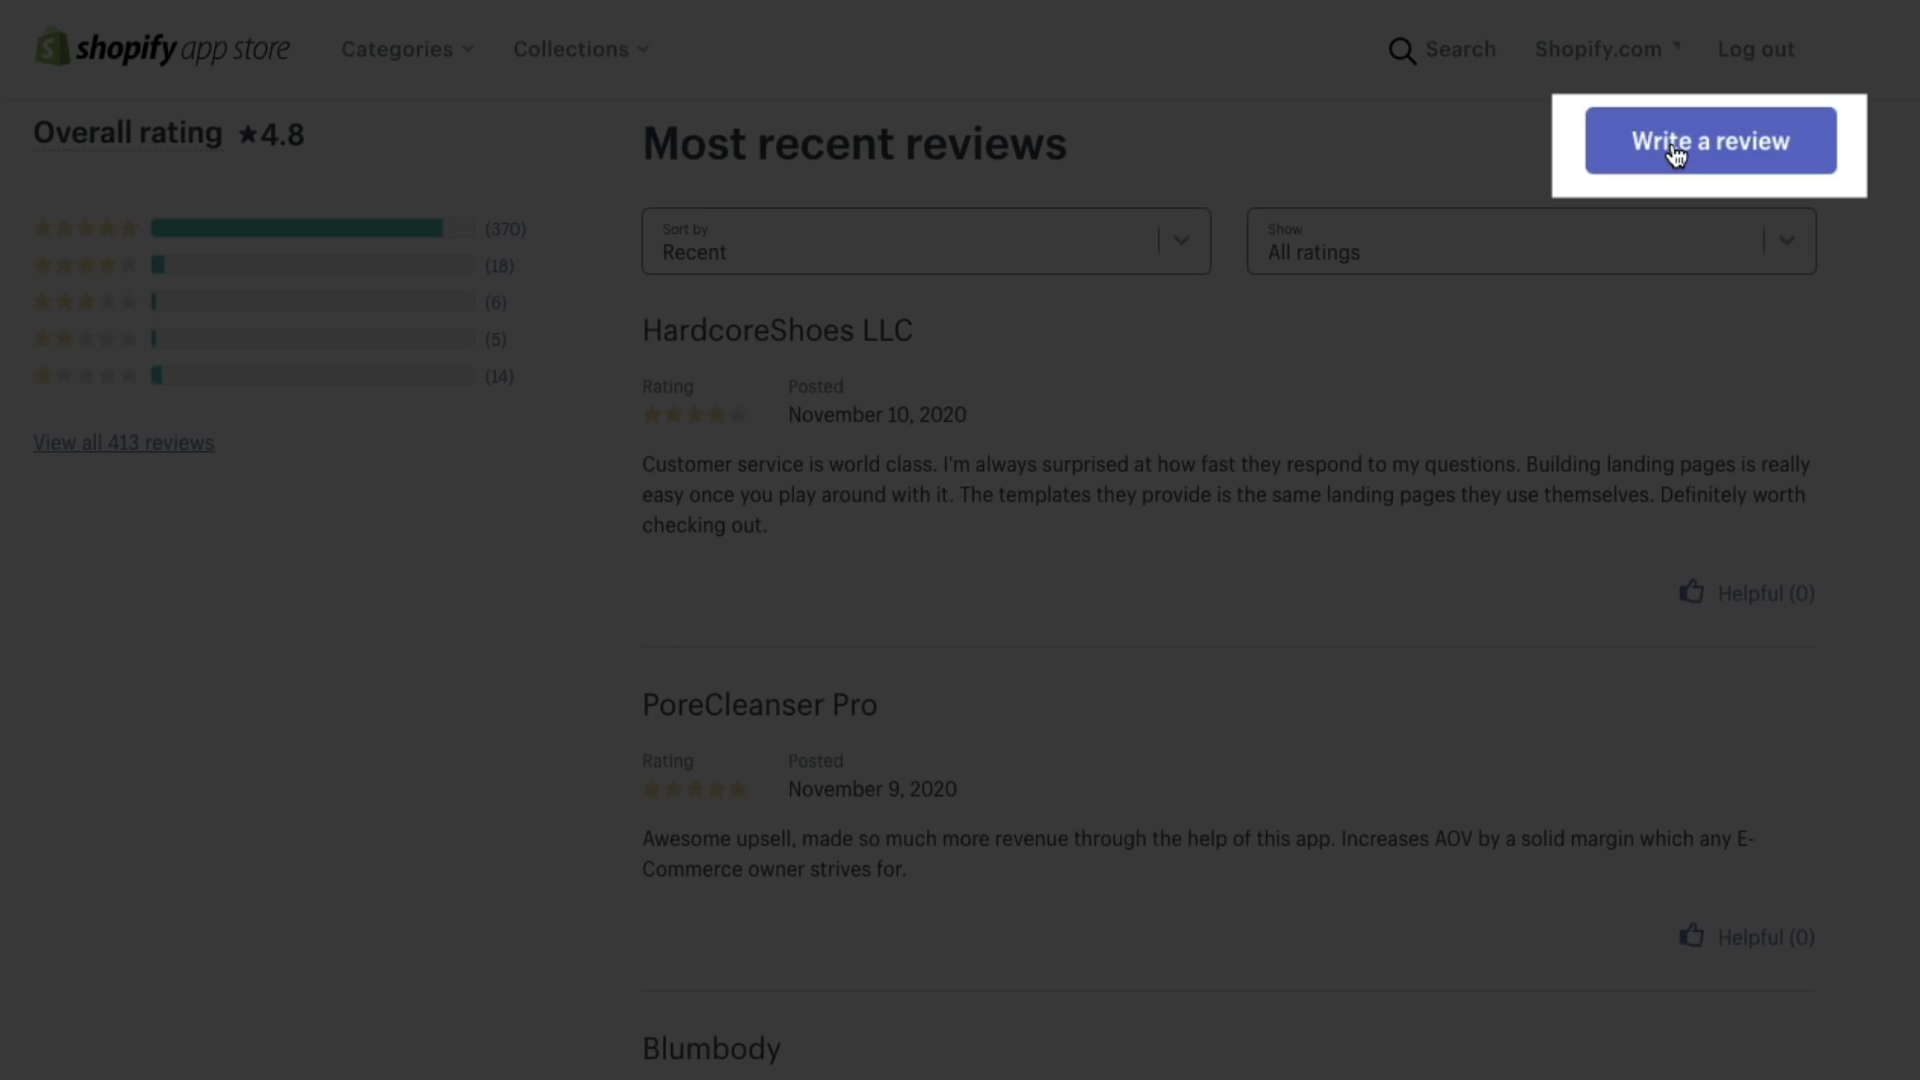 shopify app store
Categories
Collections
Search
Shopify.com
Log out
Overall rating ★4.8
(370)
(18)
(6)
(5)
(14)
View all 413 reviews
Most recent reviews
Write a review
Sort by
Recent
Show
All ratings
HardcoreShoes LLC
Rating
Posted
November 10, 2020
Customer service is world class. I'm always surprised at how fast they respond to my questions. Building landing pages is really
easy once you play around with it. The templates they provide is the same landing pages they use themselves. Definitely worth
checking out.
Helpful (0)
PoreCleanser Pro
Rating
Posted
November 9, 2020
Awesome upsell, made so much more revenue through the help of this app. Increases AOV by a solid margin which any E-
Commerce owner strives for.
Helpful (0)
Blumbody